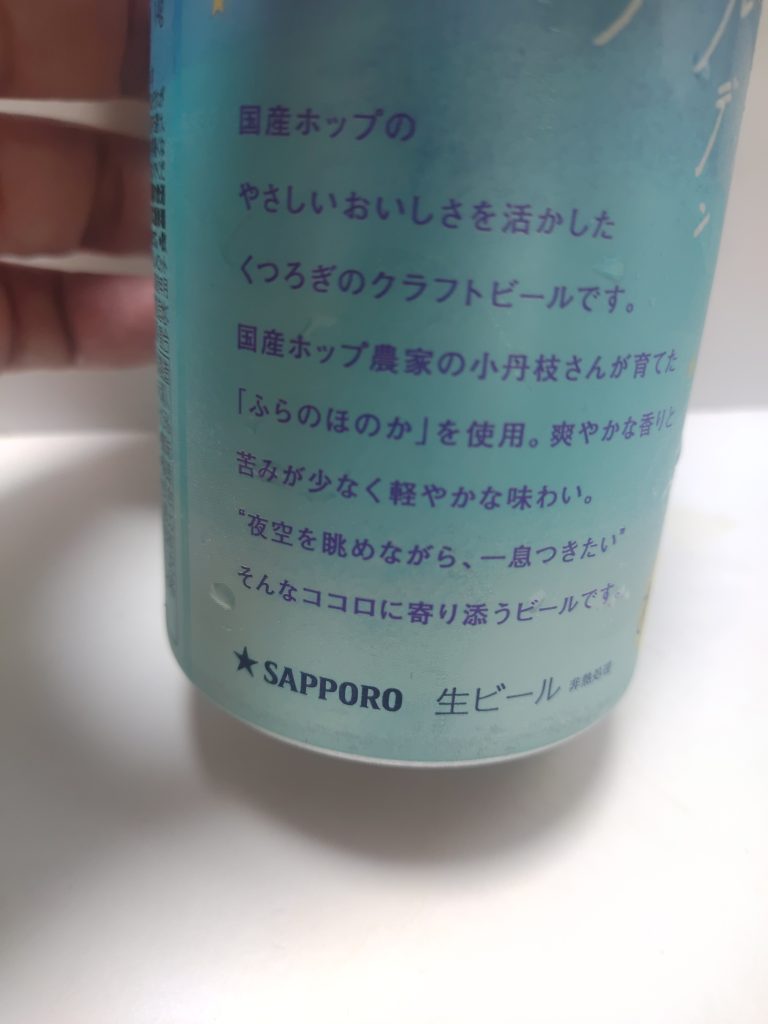 国産ホップの
やさしいおいしさを活かした
くつろぎのクラフトビールです。
国産ホップ農家の小丹枝さんが育てた
「ふらのほのか」を使用。爽やかな香りと
苦みが少なく軽やかな味わい。
“夜空を眺めながら、一息つきたい”
そんなココロに寄り添うビールです。
★SAPPORO 生ビール 非熱処理
デン